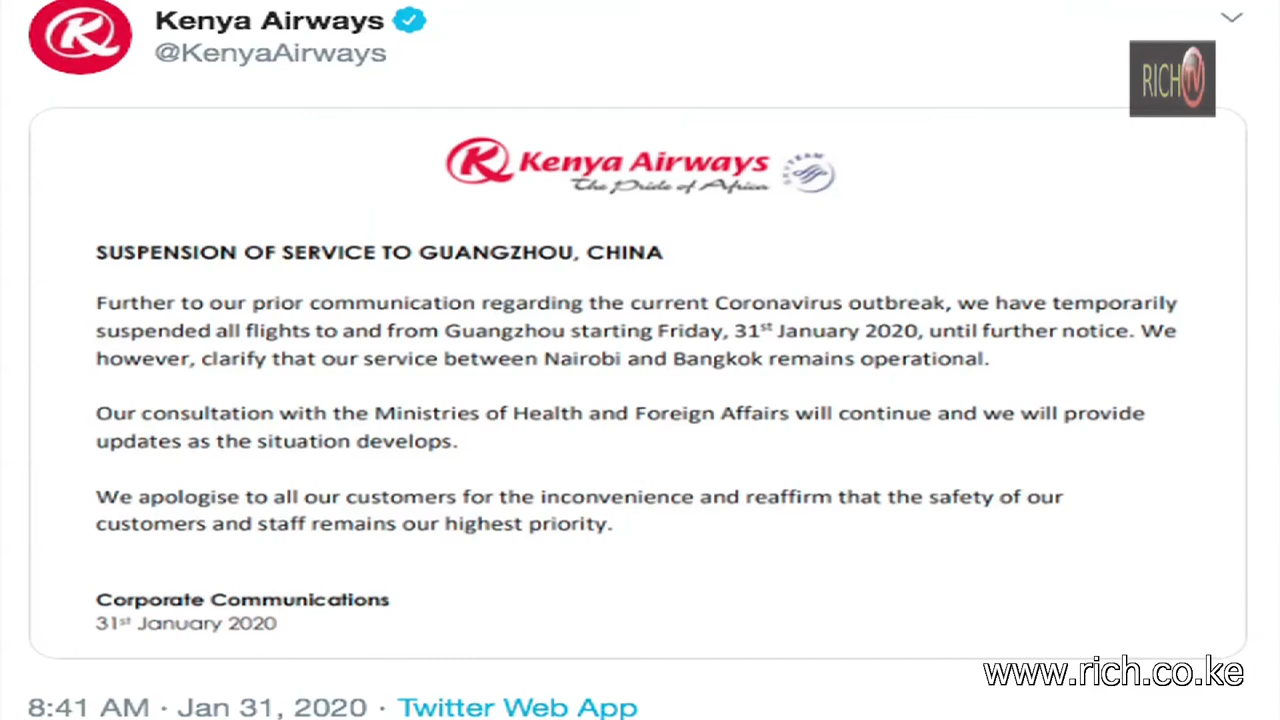 Kenya Airways
@KenyaAirways
RICH TV
Kenya Airways
The Pride of Africa
SKYTEAM
SUSPENSION OF SERVICE TO GUANGZHOU, CHINA
Further to our prior communication regarding the current Coronavirus outbreak, we have temporarily
suspended all flights to and from Guangzhou starting Friday, 31st January 2020, until further notice. We
however, clarify that our service between Nairobi and Bangkok remains operational.
Our consultation with the Ministries of Health and Foreign Affairs will continue and we will provide
updates as the situation develops.
We apologise to all our customers for the inconvenience and reaffirm that the safety of our
customers and staff remains our highest priority.
Corporate Communications
31st January 2020
www.rich.co.ke
8:41 AM · Jan 31, 2020 · Twitter Web App